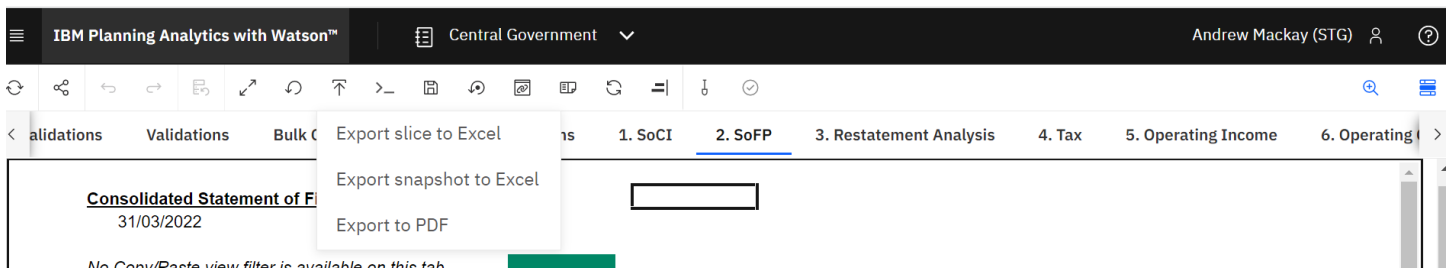 IBM Planning Analytics with Watson™ Central Government Andrew Mackay (STG)
alidations Validations Bulk 1. SoCI 2. SoFP 3. Restatement Analysis 4. Tax 5. Operating Income 6. Operating
Export slice to Excel
Export snapshot to Excel
Export to PDF
Consolidated Statement of Fi
31/03/2022
No Copy/Paste view filter is available on this tab